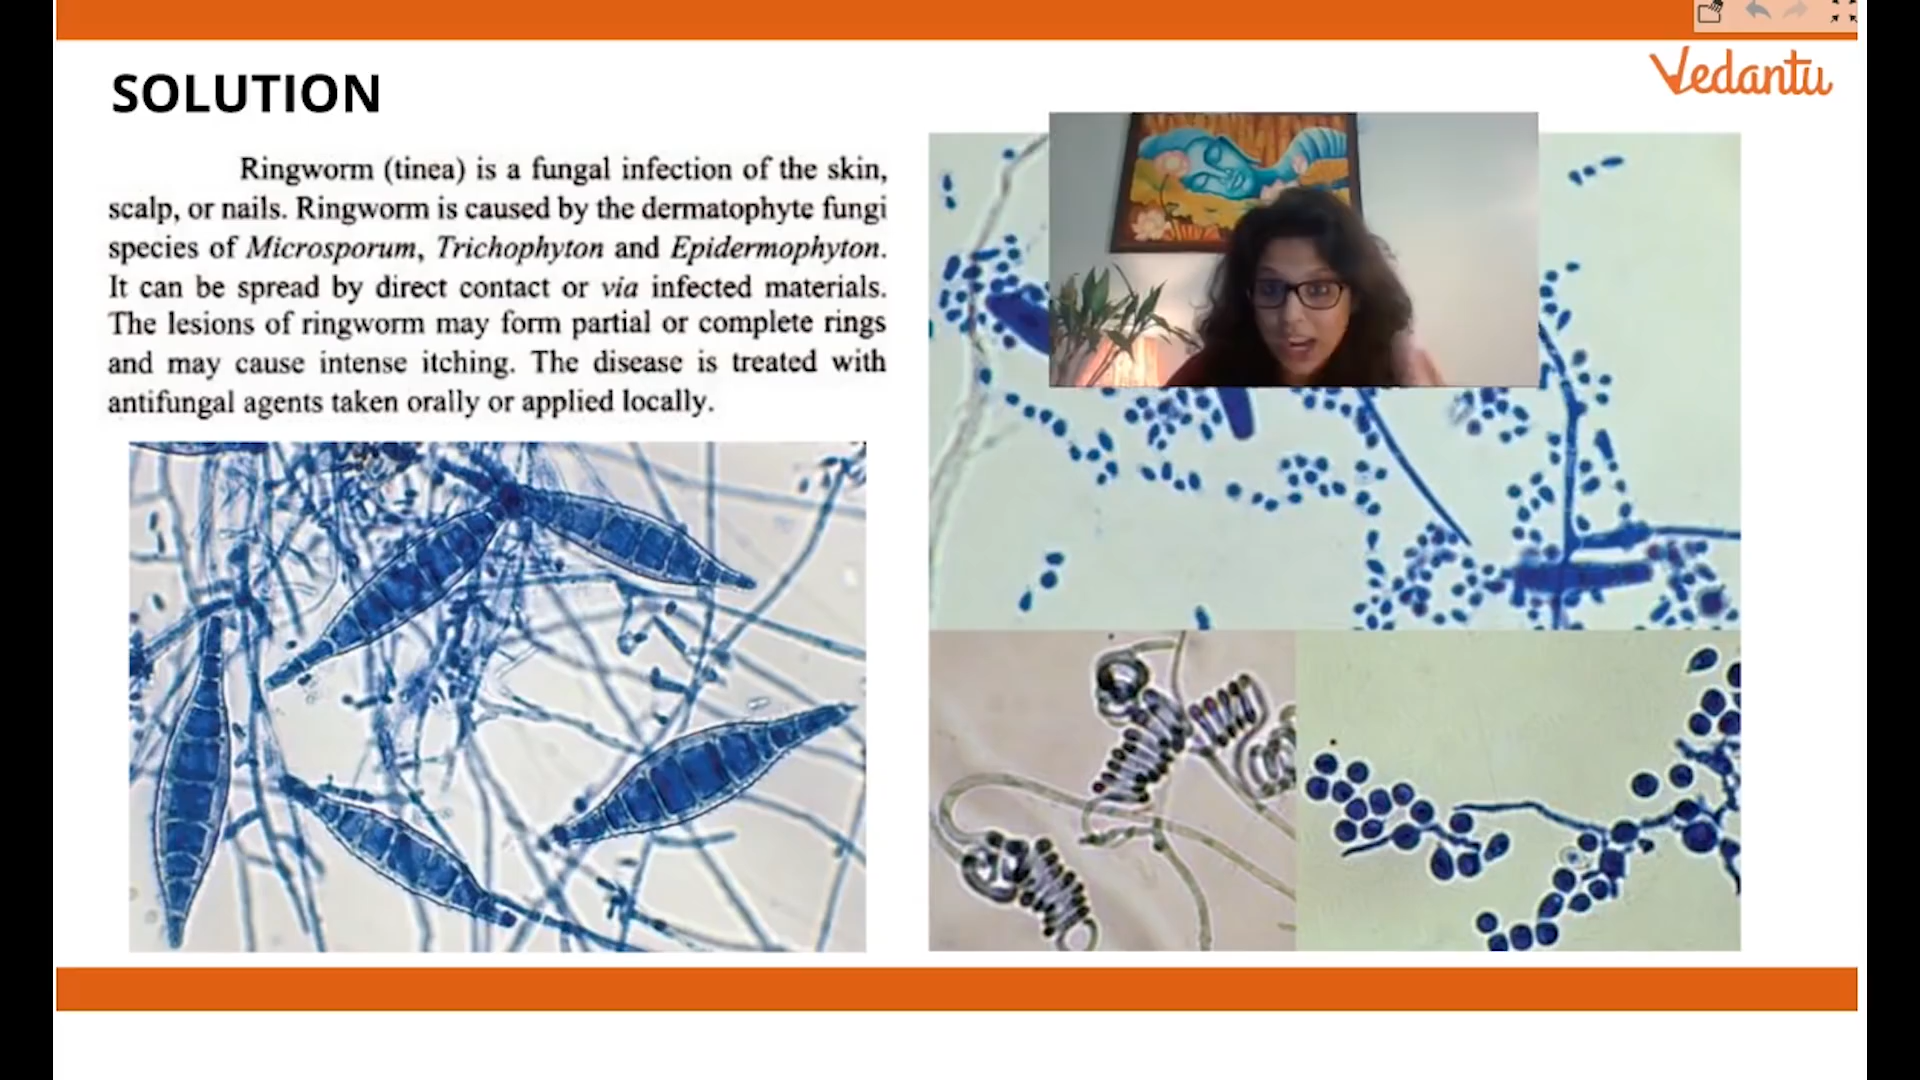 Vedantu
SOLUTION
Ringworm (tinea) is a fungal infection of the skin,
scalp, or nails. Ringworm is caused by the dermatophyte fungi
species of Microsporum, Trichophyton and Epidermophyton.
It can be spread by direct contact or via infected materials.
The lesions of ringworm may form partial or complete rings
and may cause intense itching. The disease is treated with
antifungal agents taken orally or applied locally.